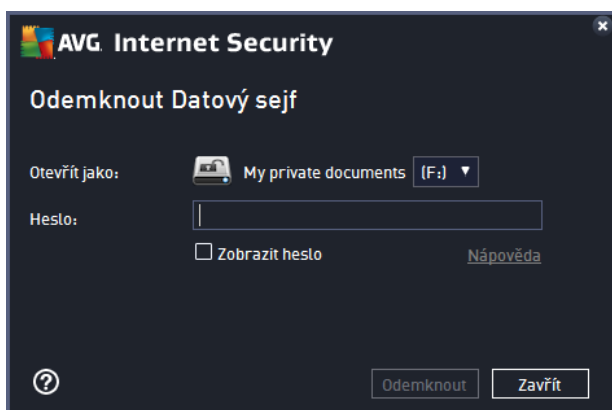 AVG. Internet Security
Odemknout Datový sejf
Otevřít jako: My private documents (F:)
Heslo:
Zobrazit heslo Nápověda
Odemknout Zavřít